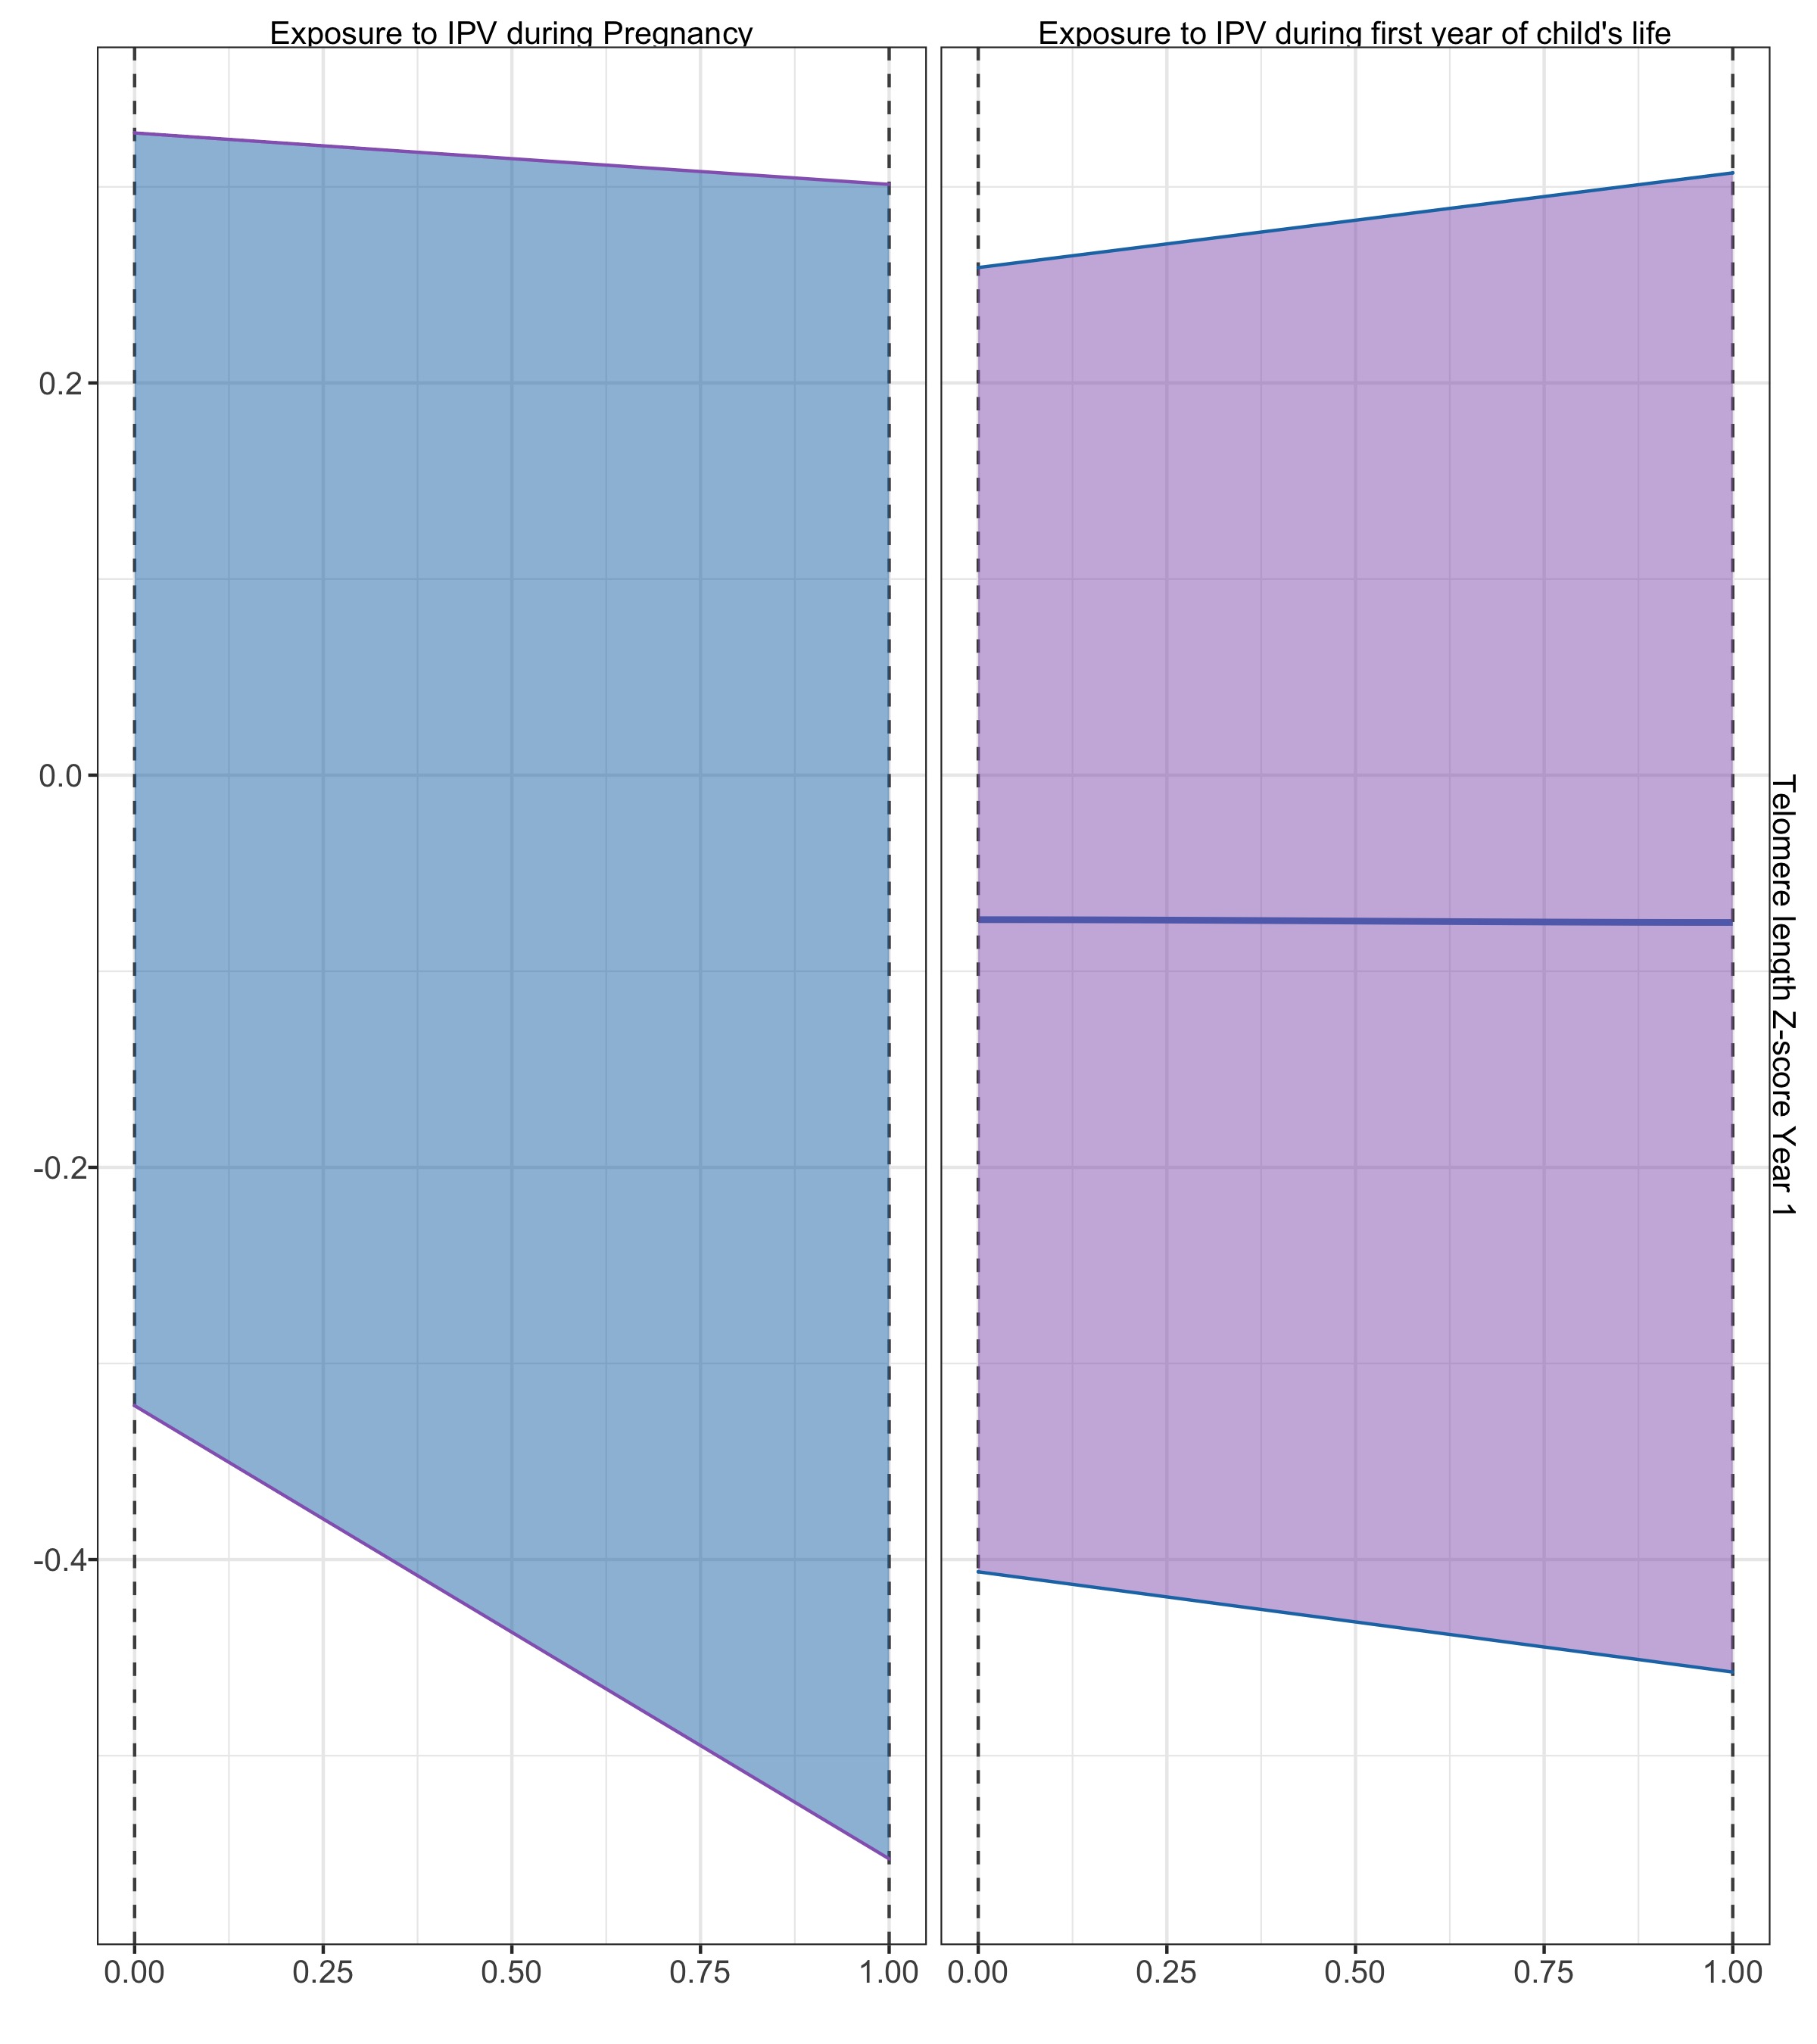 Exposure to IPV during Pregnancy
Exposure to IPV during first year of child's life
0.2
0.0
-0.2
-0.4
Telomere length Z-score Year 1
0.00 0.25 0.50 0.75 1.00 0.00 0.25 0.50 0.75 1.00